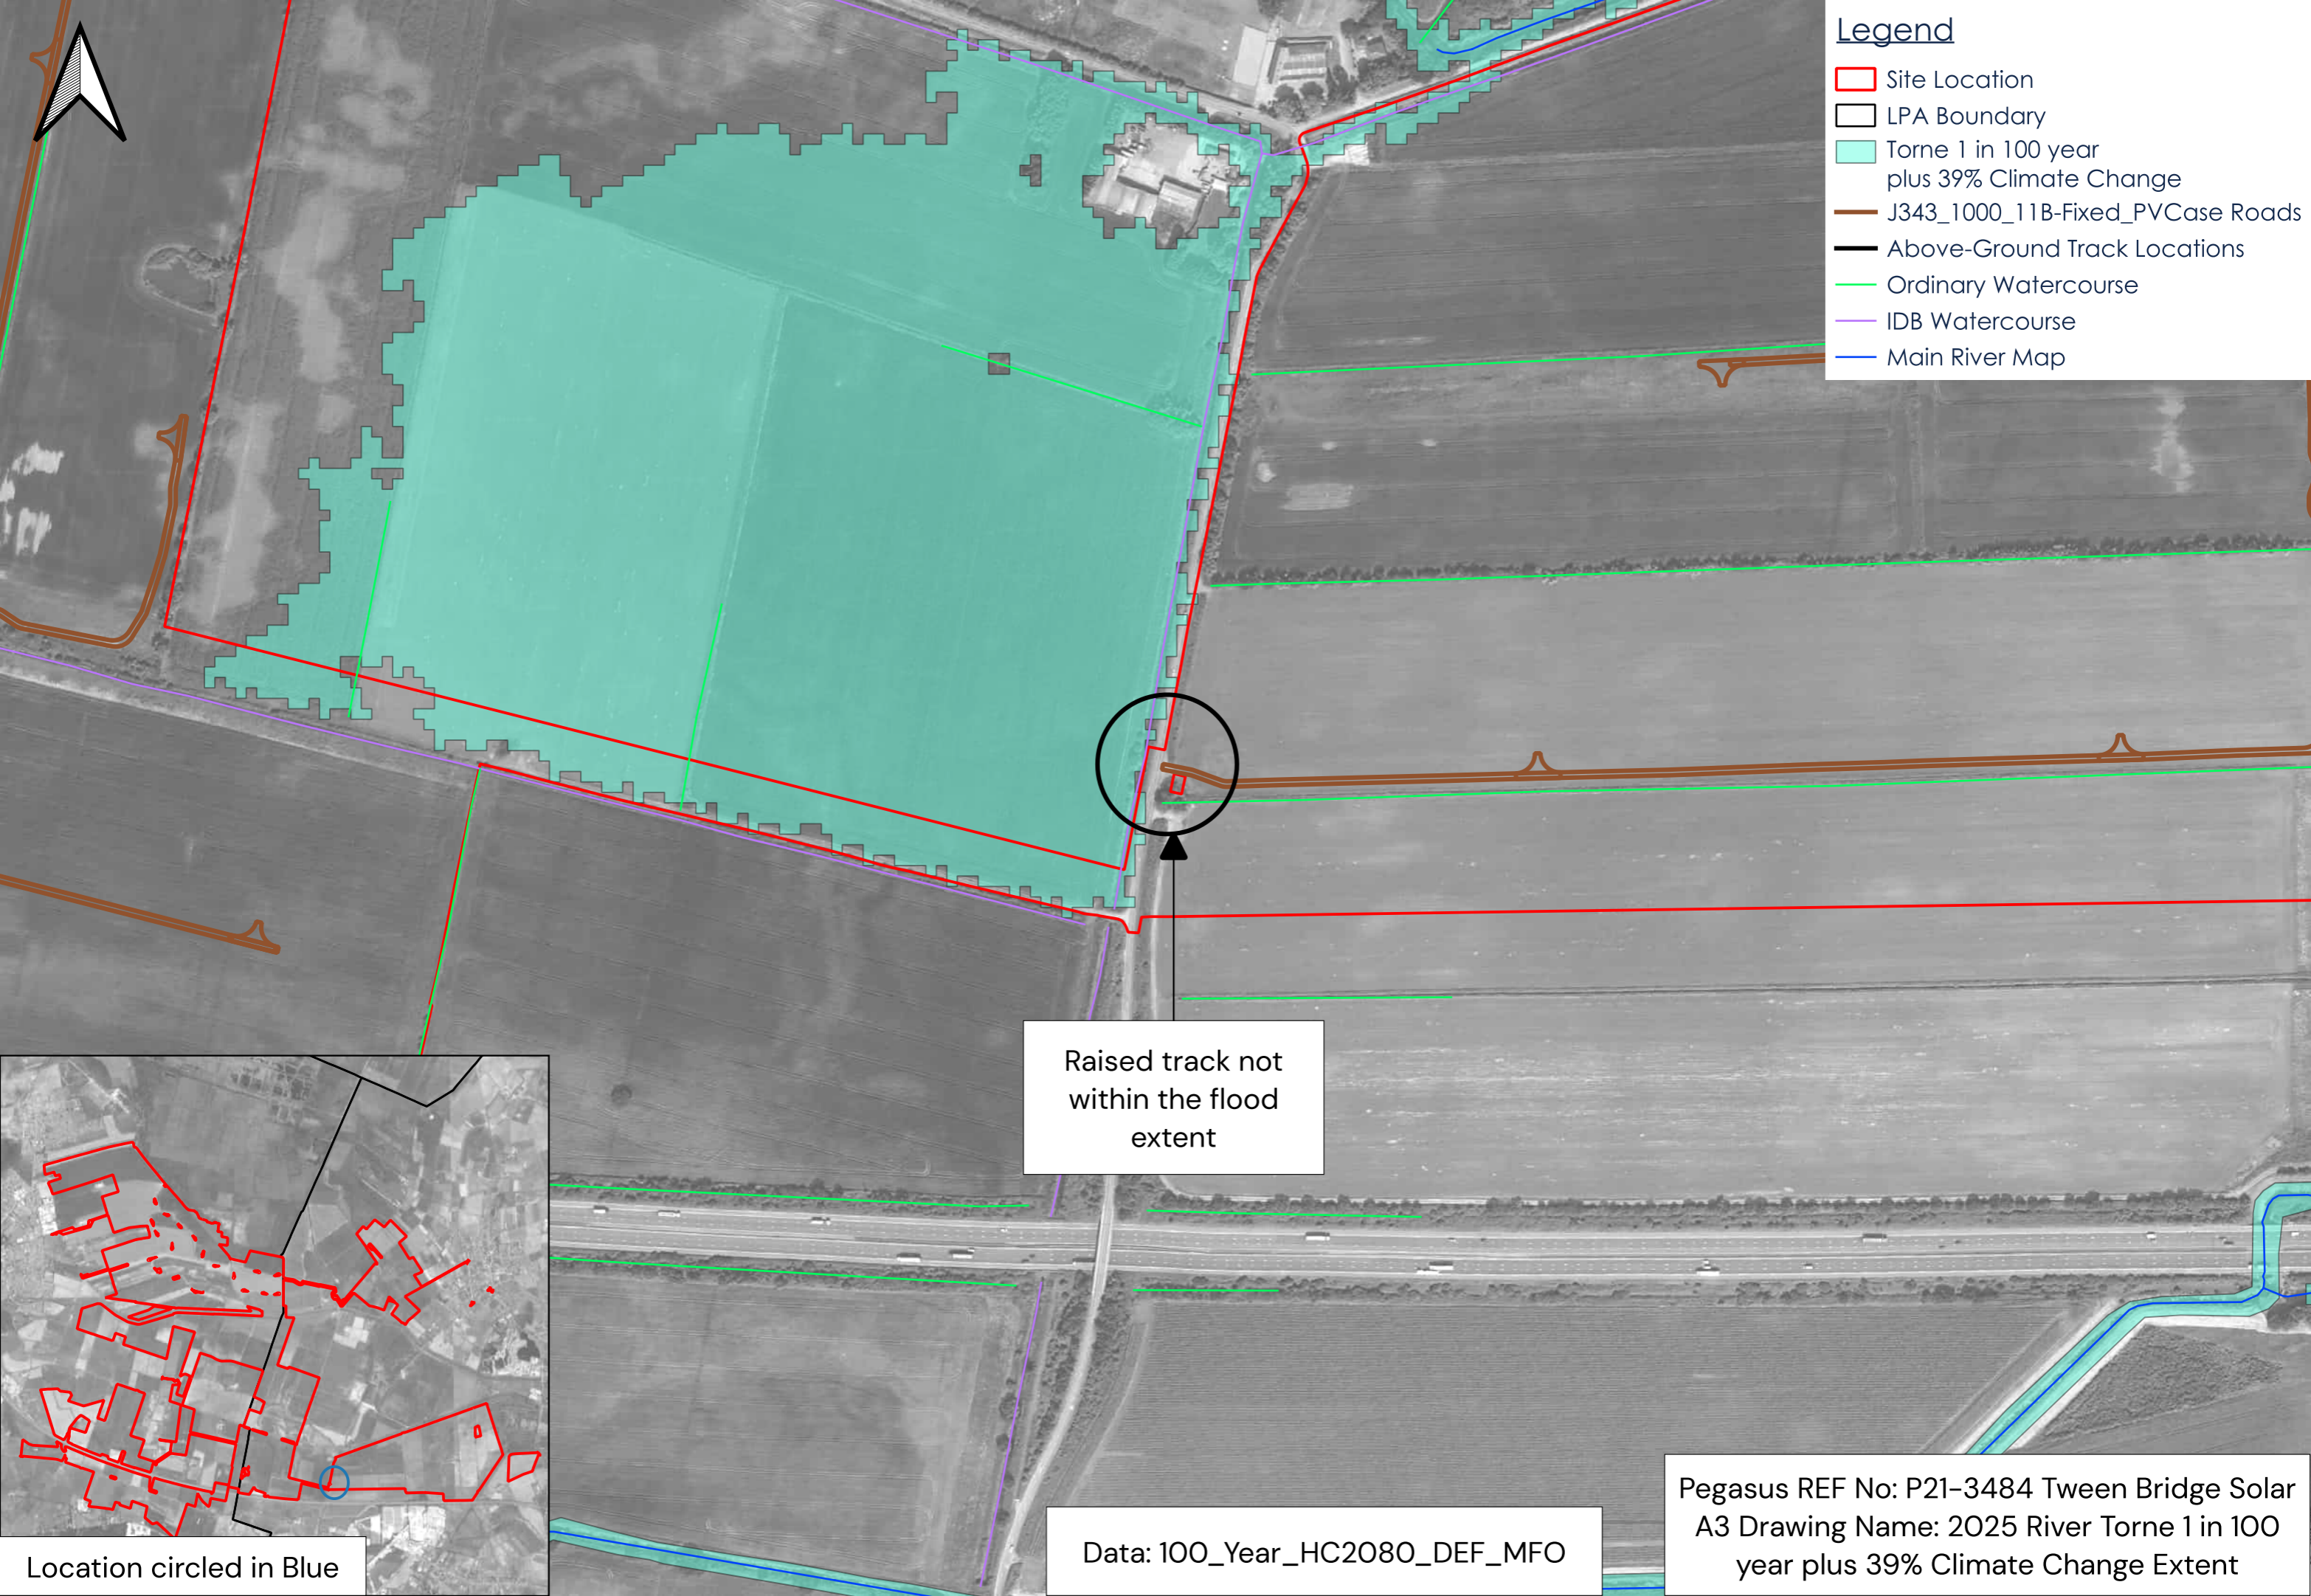 Legend
Site Location
LPA Boundary
Torne 1 in 100 year
plus 39% Climate Change
J343_1000_11B-Fixed_PVCase Roads
Above-Ground Track Locations
Ordinary Watercourse
IDB Watercourse
Main River Map
Raised track not
within the flood
extent
Location circled in Blue
Data: 100_Year_HC2080_DEF_MFO
Pegasus REF No: P21-3484 Tween Bridge Solar
A3 Drawing Name: 2025 River Torne 1 in 100
year plus 39% Climate Change Extent